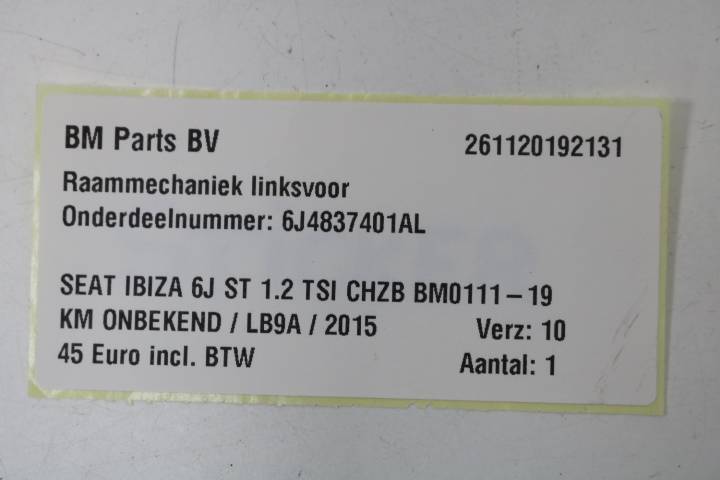 BM Parts BV 261120192131
Raammechaniek linksvoor
Onderdeelnummer: 6J4837401AL
SEAT IBIZA 6J ST 1.2 TSI CHZB BM0111-19
KM ONBEKEND / LB9A / 2015 Verz: 10
45 Euro incl. BTW Aantal: 1